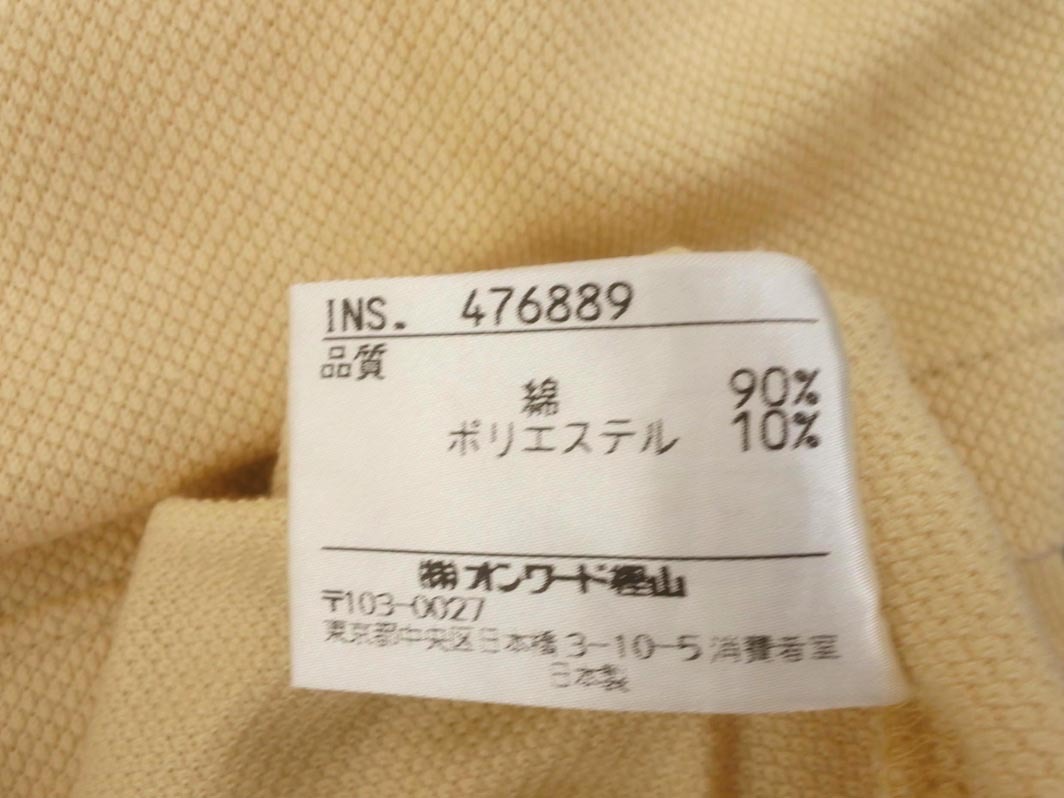 INS. 476889
品質
綿 90%
ポリエステル 10%
㈱オンワード樫山
〒103-0027
東京都中央区日本橋3-10-5 消費者室
日本製